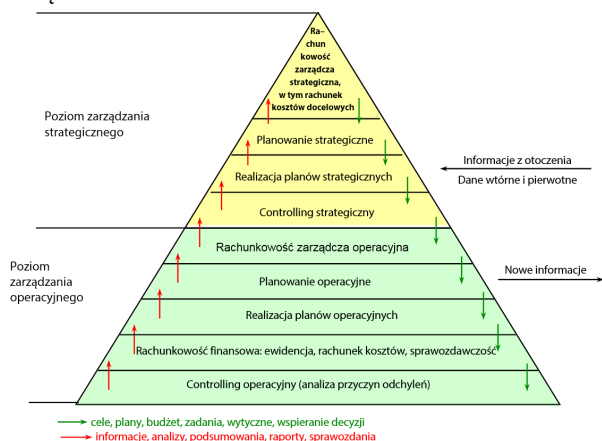 Ra–
chun
kowość
zarządcza
strategiczna,
w tym rachunek
kosztów docelowych
Poziom zarządzania
strategicznego
Planowanie strategiczne
Informacje z otoczenia
Realizacja planów strategicznych
Dane wtórne i pierwotne
Controlling strategiczny
Rachunkowość zarządcza operacyjna
Poziom
zarządzania
operacyjnego
Nowe informacje
Planowanie operacyjne
Realizacja planów operacyjnych
Rachunkowość finansowa: ewidencja, rachunek kosztów, sprawozdawczość
Controlling operacyjny (analiza przyczyn odchyleń)
cele, plany, budżet, zadania, wytyczne, wspieranie decyzji
informacje, analizy, podsumowania, raporty, sprawozdania